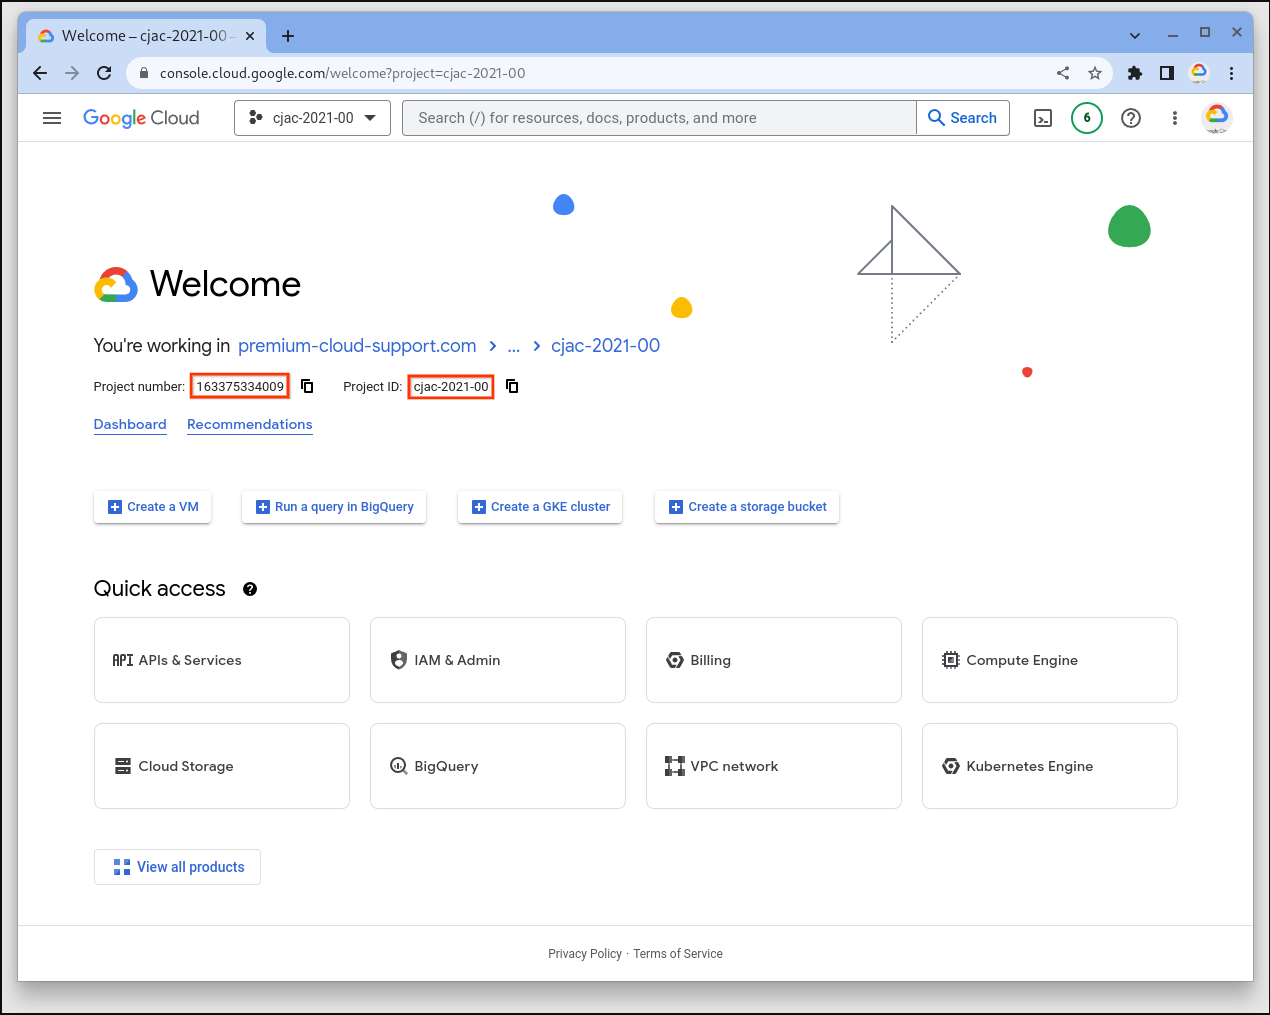 Welcome – cjac-2021-00 –
console.cloud.google.com/welcome?project=cjac-2021-00
Google Cloud cjac-2021-00 Search (/) for resources, docs, products, and more Search 6
Welcome
You're working in premium-cloud-support.com > ... > cjac-2021-00
Project number: 163375334009 Project ID: cjac-2021-00
Dashboard Recommendations
Create a VM Run a query in BigQuery Create a GKE cluster Create a storage bucket
Quick access
API APIs & Services IAM & Admin Billing Compute Engine
Cloud Storage BigQuery VPC network Kubernetes Engine
View all products
Privacy Policy · Terms of Service